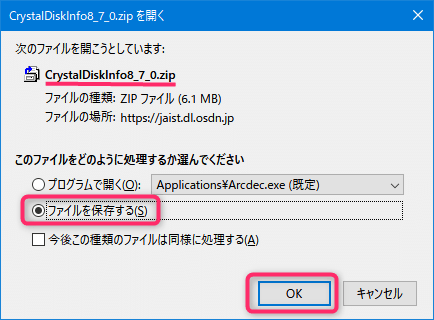 CrystalDiskInfo8_7_0.zip を開く
次のファイルを開こうとしています:
CrystalDiskInfo8_7_0.zip
ファイルの種類: ZIP ファイル (6.1 MB)
ファイルの場所: https://jaist.dl.osdn.jp
このファイルをどのように処理するか選んでください
プログラムで開く(O): Applications¥Arcdec.exe (既定)
ファイルを保存する(S)
今後この種類のファイルは同様に処理する(A)
OK キャンセル